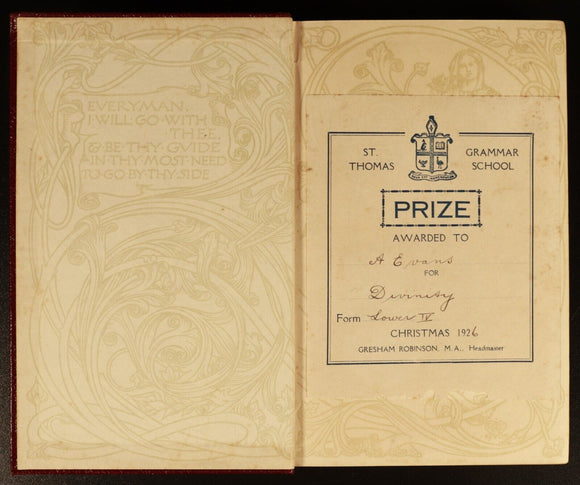 EVERYMAN,
I WILL GO WITH
THEE,
& BE THY GUIDE
IN THY MOST NEED
TO GO BY THY SIDE
ST. THOMAS
GRAMMAR SCHOOL
PRIZE
AWARDED TO
A Evans
FOR
Divinity
Form Lower IV
CHRISTMAS 1926
GRESHAM ROBINSON, M.A., Headmaster